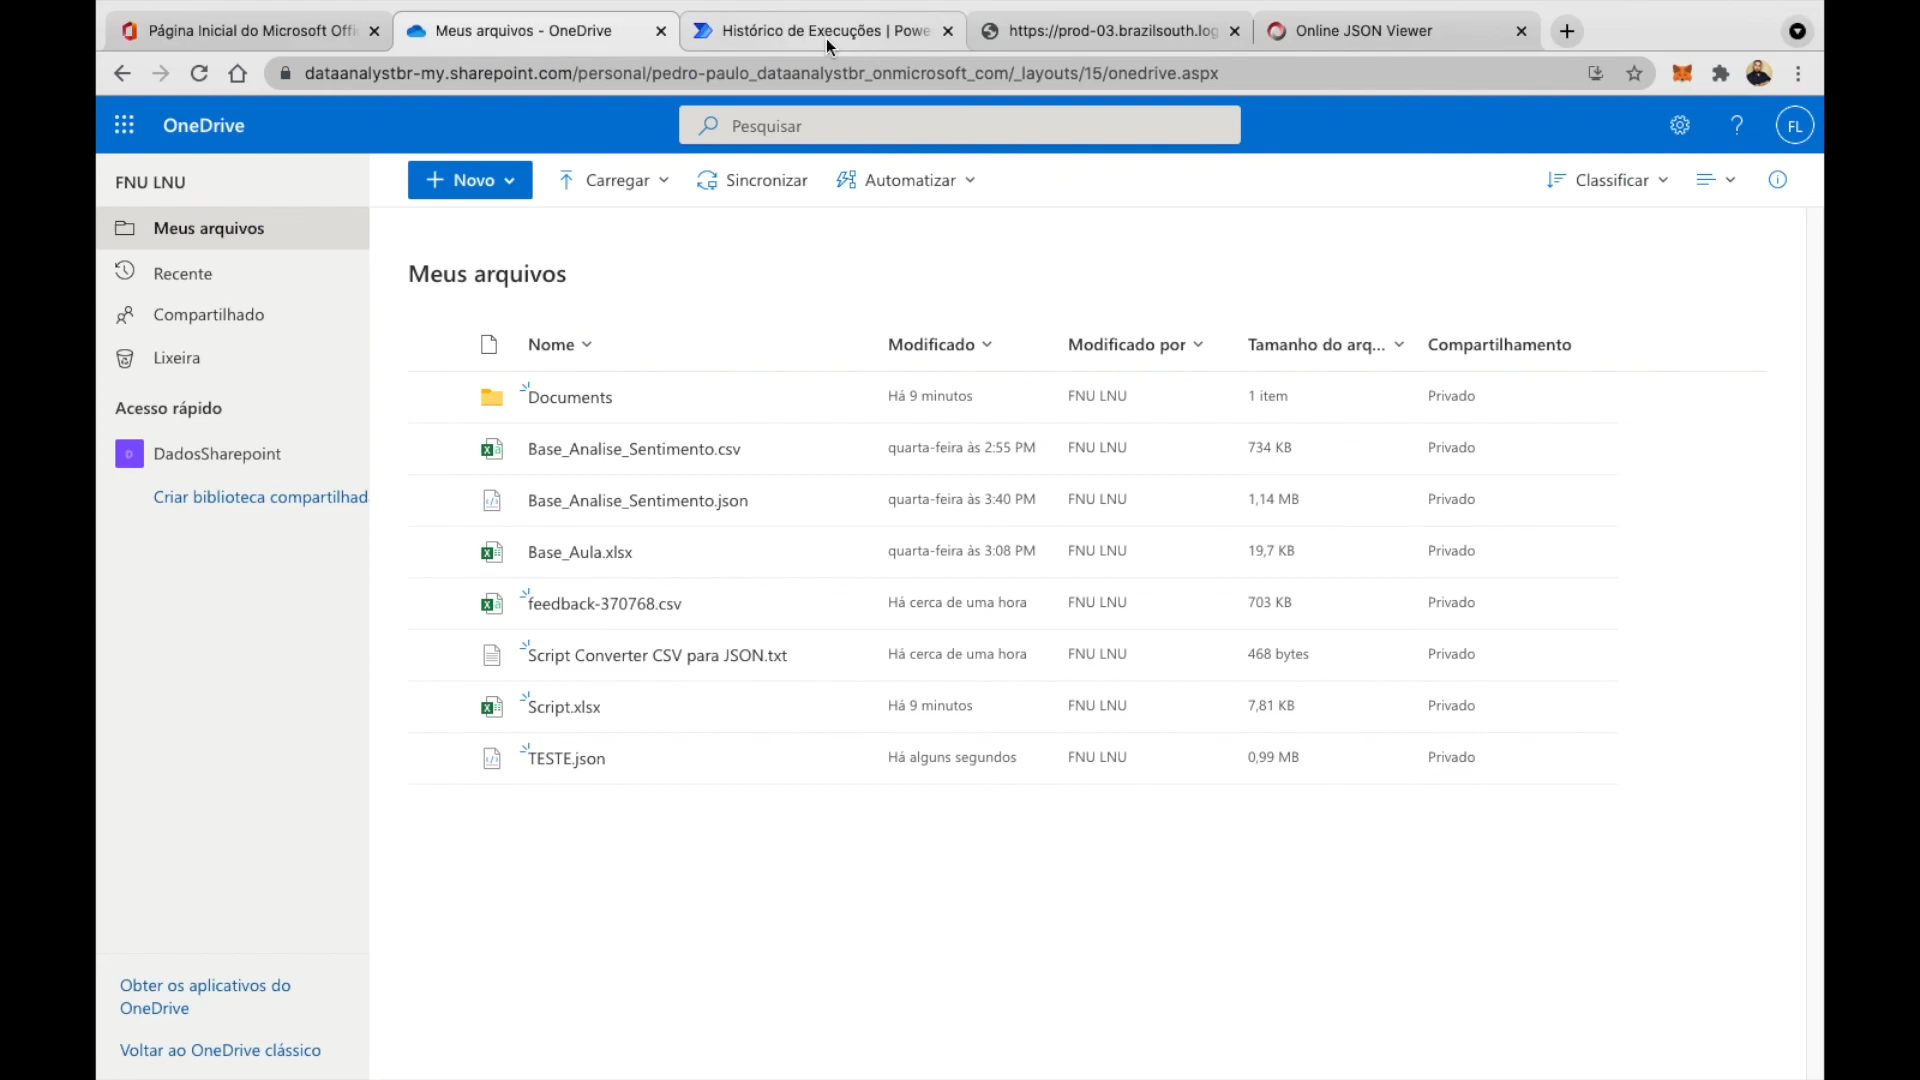 Página Inicial do Microsoft Offi
Meus arquivos - OneDrive
Histórico de Execuções | Powe
https://prod-03.brazilsouth.log
Online JSON Viewer
dataanalystbr-my.sharepoint.com/personal/pedro-paulo_dataanalystbr_onmicrosoft_com/_layouts/15/onedrive.aspx
OneDrive
Pesquisar
FL
FNU LNU
Novo
Carregar
Sincronizar
Automatizar
Classificar
Meus arquivos
Recente
Compartilhado
Lixeira
Acesso rápido
D DadosSharepoint
Criar biblioteca compartilhad
Meus arquivos
Nome Modificado Modificado por Tamanho do arq... Compartilhamento
Documents Há 9 minutos FNU LNU 1 item Privado
Base_Analise_Sentimento.csv quarta-feira às 2:55 PM FNU LNU 734 KB Privado
Base_Analise_Sentimento.json quarta-feira às 3:40 PM FNU LNU 1,14 MB Privado
Base_Aula.xlsx quarta-feira às 3:08 PM FNU LNU 19,7 KB Privado
feedback-370768.csv Há cerca de uma hora FNU LNU 703 KB Privado
Script Converter CSV para JSON.txt Há cerca de uma hora FNU LNU 468 bytes Privado
Script.xlsx Há 9 minutos FNU LNU 7,81 KB Privado
TESTE.json Há alguns segundos FNU LNU 0,99 MB Privado
Obter os aplicativos do
OneDrive
Voltar ao OneDrive clássico